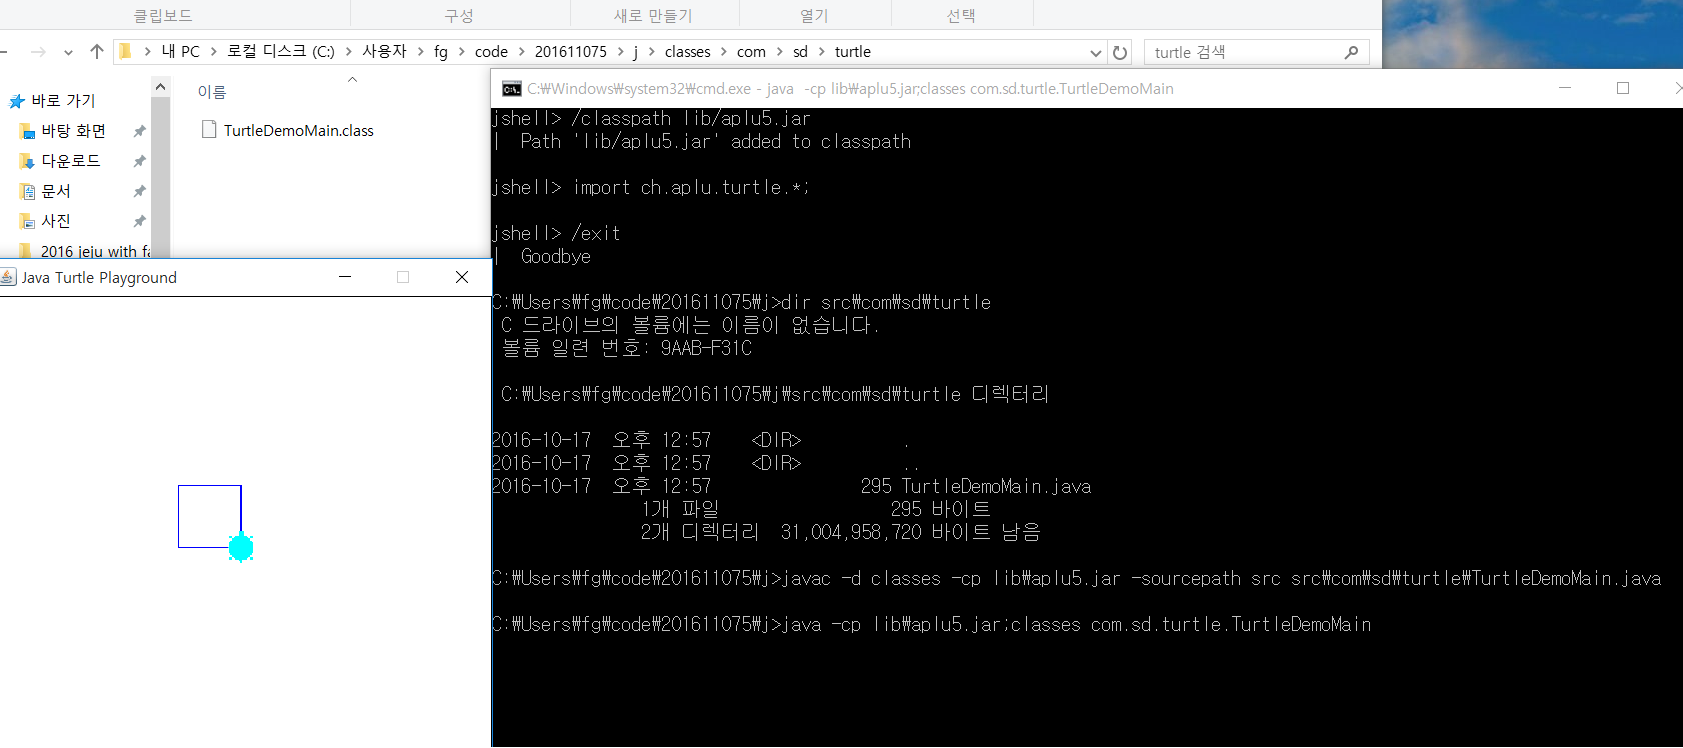 클립보드 구성 새로 만들기 열기 선택
내 PC > 로컬 디스크 (C:) > 사용자 > fg > code > 201611075 > j > classes > com > sd > turtle
turtle 검색
바로 가기
바탕 화면
다운로드
문서
사진
2016 jeju with fa
이름
TurtleDemoMain.class
Java Turtle Playground
C:₩Windows₩system32₩cmd.exe - java  -cp lib₩aplu5.jar;classes com.sd.turtle.TurtleDemoMain
jshell> /classpath lib/aplu5.jar
|  Path 'lib/aplu5.jar' added to classpath
jshell> import ch.aplu.turtle.*;
jshell> /exit
|  Goodbye
C:₩Users₩fg₩code₩201611075₩j>dir src₩com₩sd₩turtle
C 드라이브의 볼륨에는 이름이 없습니다.
볼륨 일련 번호: 9AAB-F31C
C:₩Users₩fg₩code₩201611075₩j₩src₩com₩sd₩turtle 디렉터리
2016-10-17  오후 12:57    <DIR>          .
2016-10-17  오후 12:57    <DIR>          ..
2016-10-17  오후 12:57               295 TurtleDemoMain.java
1개 파일                 295 바이트
2개 디렉터리  31,004,958,720 바이트 남음
C:₩Users₩fg₩code₩201611075₩j>javac -d classes -cp lib₩aplu5.jar -sourcepath src src₩com₩sd₩turtle₩TurtleDemoMain.java
C:₩Users₩fg₩code₩201611075₩j>java -cp lib₩aplu5.jar;classes com.sd.turtle.TurtleDemoMain